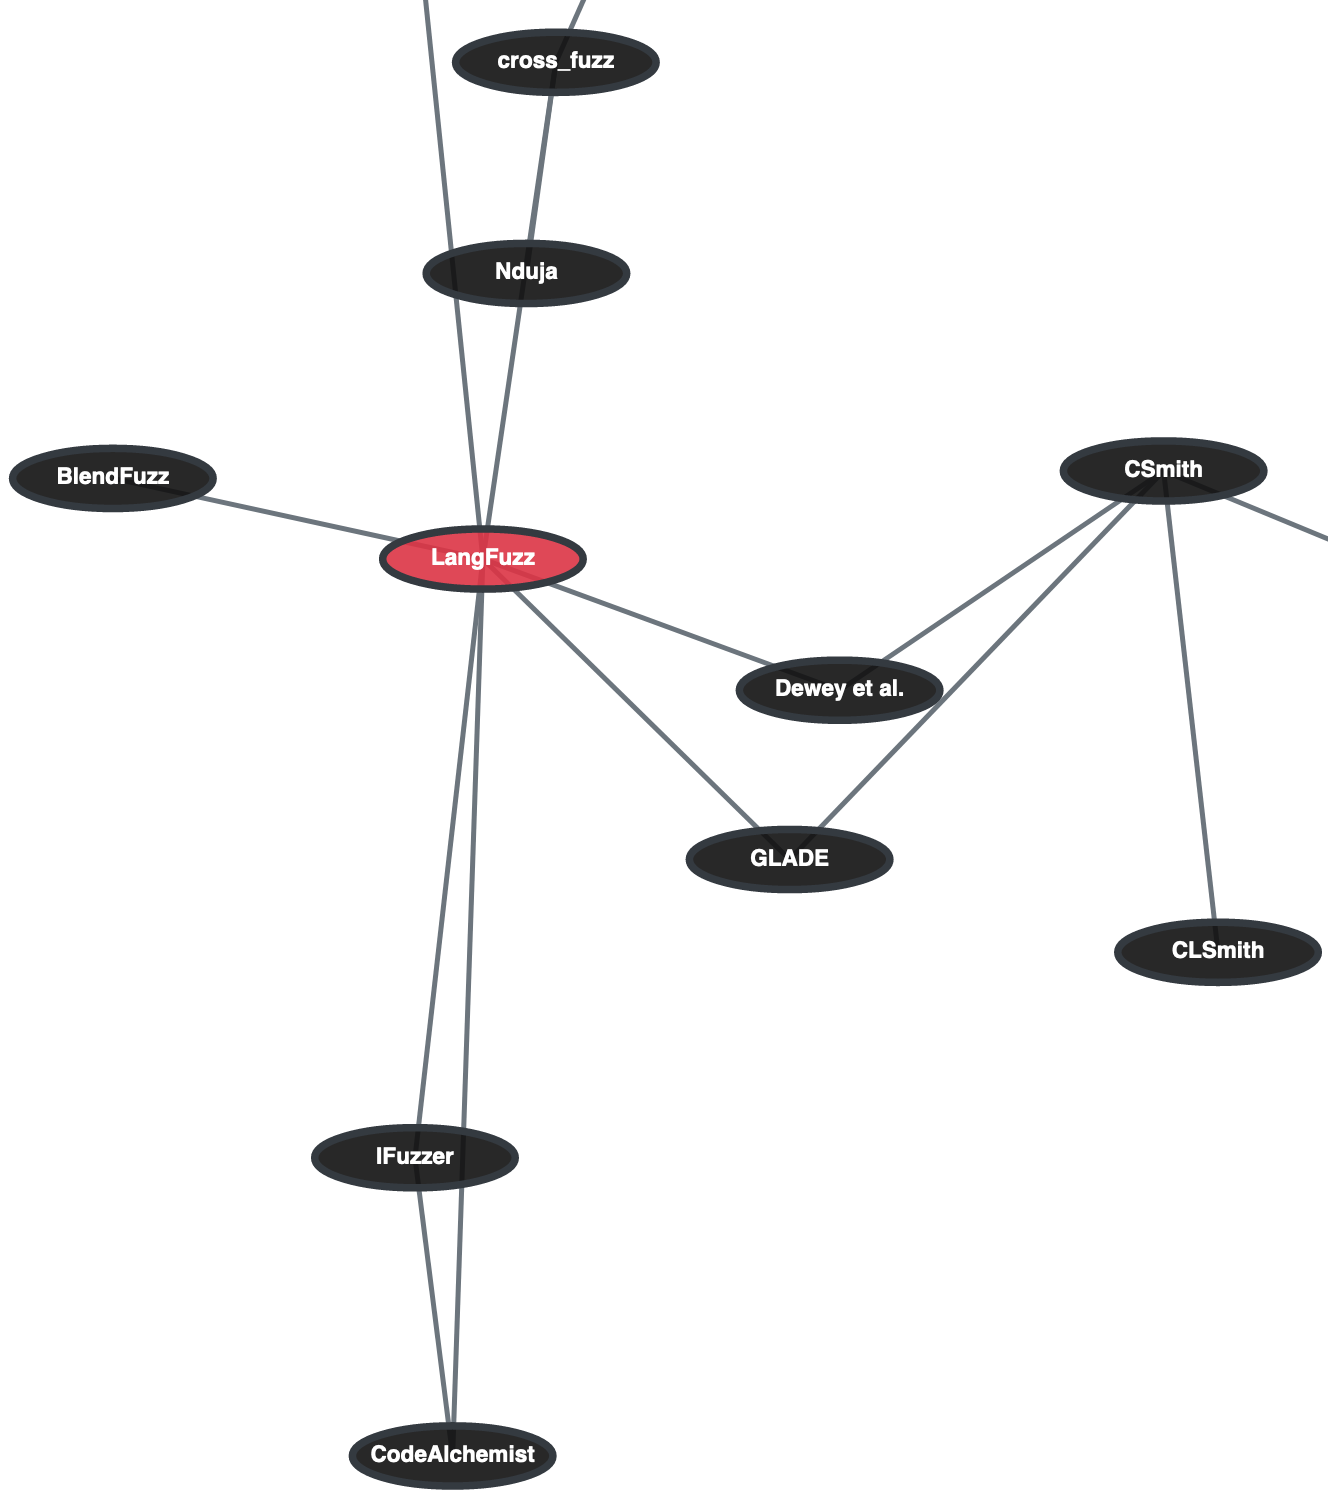 cross_fuzz
Nduja
BlendFuzz
CSmith
LangFuzz
Dewey et al.
GLADE
CLSmith
IFuzzer
CodeAlchemist